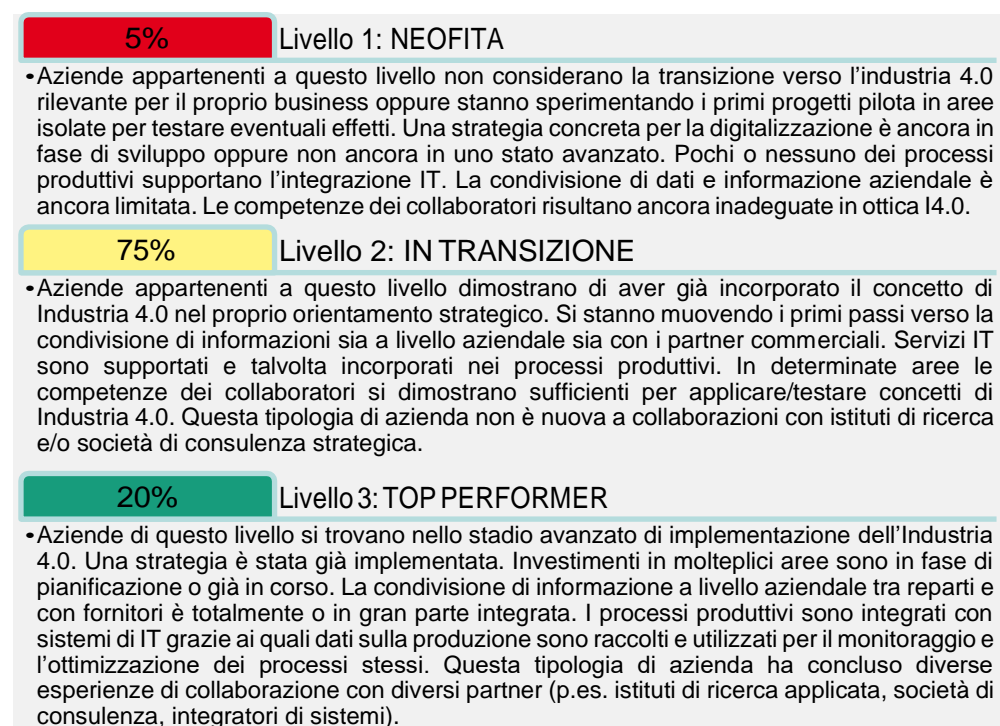 5% Livello 1: NEOFITA
•Aziende appartenenti a questo livello non considerano la transizione verso l'industria 4.0
rilevante per il proprio business oppure stanno sperimentando i primi progetti pilota in aree
isolate per testare eventuali effetti. Una strategia concreta per la digitalizzazione è ancora in
fase di sviluppo oppure non ancora in uno stato avanzato. Pochi o nessuno dei processi
produttivi supportano l'integrazione IT. La condivisione di dati e informazione aziendale è
ancora limitata. Le competenze dei collaboratori risultano ancora inadeguate in ottica I4.0.
75% Livello 2: IN TRANSIZIONE
•Aziende appartenenti a questo livello dimostrano di aver già incorporato il concetto di
Industria 4.0 nel proprio orientamento strategico. Si stanno muovendo i primi passi verso la
condivisione di informazioni sia a livello aziendale sia con i partner commerciali. Servizi IT
sono supportati e talvolta incorporati nei processi produttivi. In determinate aree le
competenze dei collaboratori si dimostrano sufficienti per applicare/testare concetti di
Industria 4.0. Questa tipologia di azienda non è nuova a collaborazioni con istituti di ricerca
e/o società di consulenza strategica.
20% Livello 3: TOP PERFORMER
•Aziende di questo livello si trovano nello stadio avanzato di implementazione dell'Industria
4.0. Una strategia è stata già implementata. Investimenti in molteplici aree sono in fase di
pianificazione o già in corso. La condivisione di informazione a livello aziendale tra reparti e
con fornitori è totalmente o in gran parte integrata. I processi produttivi sono integrati con
sistemi di IT grazie ai quali dati sulla produzione sono raccolti e utilizzati per il monitoraggio e
l'ottimizzazione dei processi stessi. Questa tipologia di azienda ha concluso diverse
esperienze di collaborazione con diversi partner (p.es. istituti di ricerca applicata, società di
consulenza, integratori di sistemi).